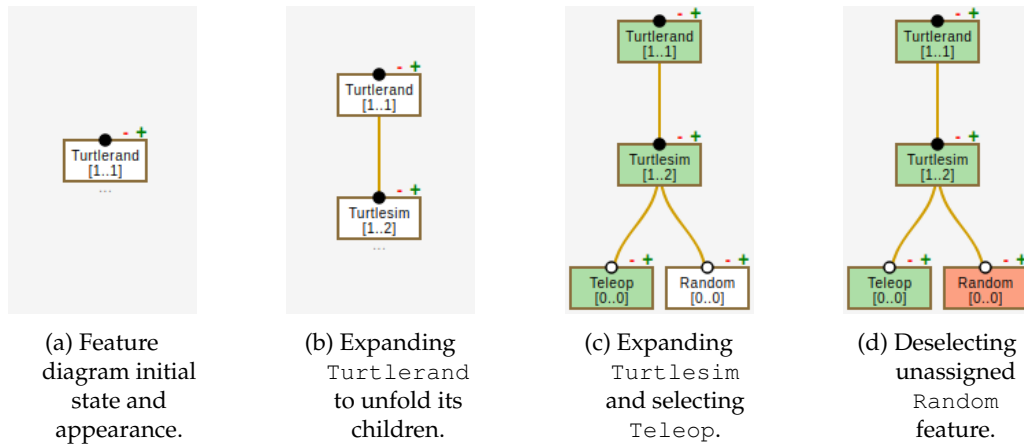 - +
Turtlerand
[1..1]
...
(a) Feature
diagram initial
state and
appearance.
- +
Turtlerand
[1..1]
- +
Turtlesim
[1..2]
...
(b) Expanding
Turtlerand
to unfold its
children.
- +
Turtlerand
[1..1]
- +
Turtlesim
[1..2]
- +
Teleop
[0..0]
- +
Random
[0..0]
(c) Expanding
Turtlesim
and selecting
Teleop.
- +
Turtlerand
[1..1]
- +
Turtlesim
[1..2]
- +
Teleop
[0..0]
- +
Random
[0..0]
(d) Deselecting
unassigned
Random
feature.